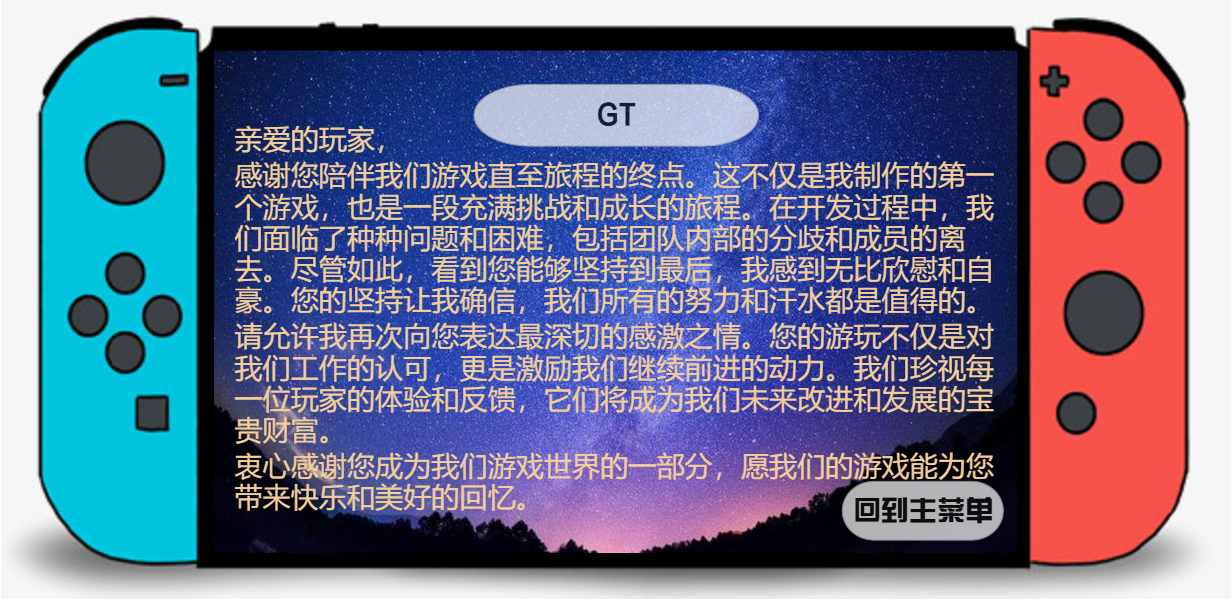 GT
亲爱的玩家，
感谢您陪伴我们游戏直至旅程的终点。这不仅是我制作的第一
个游戏，也是一段充满挑战和成长的旅程。在开发过程中，我
们面临了种种问题和困难，包括团队内部的分歧和成员的离
去。尽管如此，看到您能够坚持到最后，我感到无比欣慰和自
豪。您的坚持让我确信，我们所有的努力和汗水都是值得的。
请允许我再次向您表达最深切的感激之情。您的游玩不仅是对
我们工作的认可，更是激励我们继续前进的动力。我们珍视每
一位玩家的体验和反馈，它们将成为我们未来改进和发展的宝
贵财富。
衷心感谢您成为我们游戏世界的一部分，愿我们的游戏能为您
带来快乐和美好的回忆。
回到主菜单